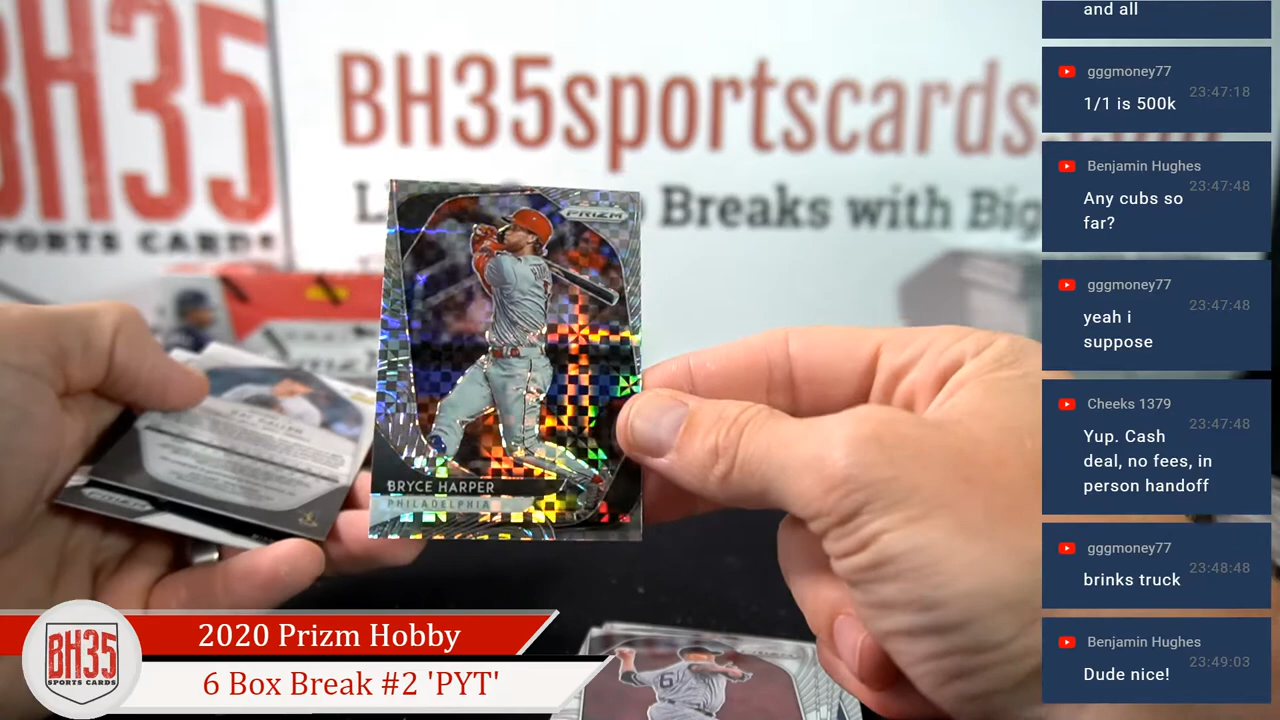 BH35
SPORTS CARDS
BH35sportscards.com
Breaks with Big
PRIZM
BRYCE HARPER
PHILADELPHIA
PRIZM
BH35
SPORTS CARDS
2020 Prizm Hobby
6 Box Break #2 'PYT'
and all
gggmoney77
23:47:18
1/1 is 500k
Benjamin Hughes
23:47:48
Any cubs so
far?
gggmoney77
23:47:48
yeah i
suppose
Cheeks 1379
23:47:48
Yup. Cash
deal, no fees, in
person handoff
gggmoney77
23:48:48
brinks truck
Benjamin Hughes
23:49:03
Dude nice!